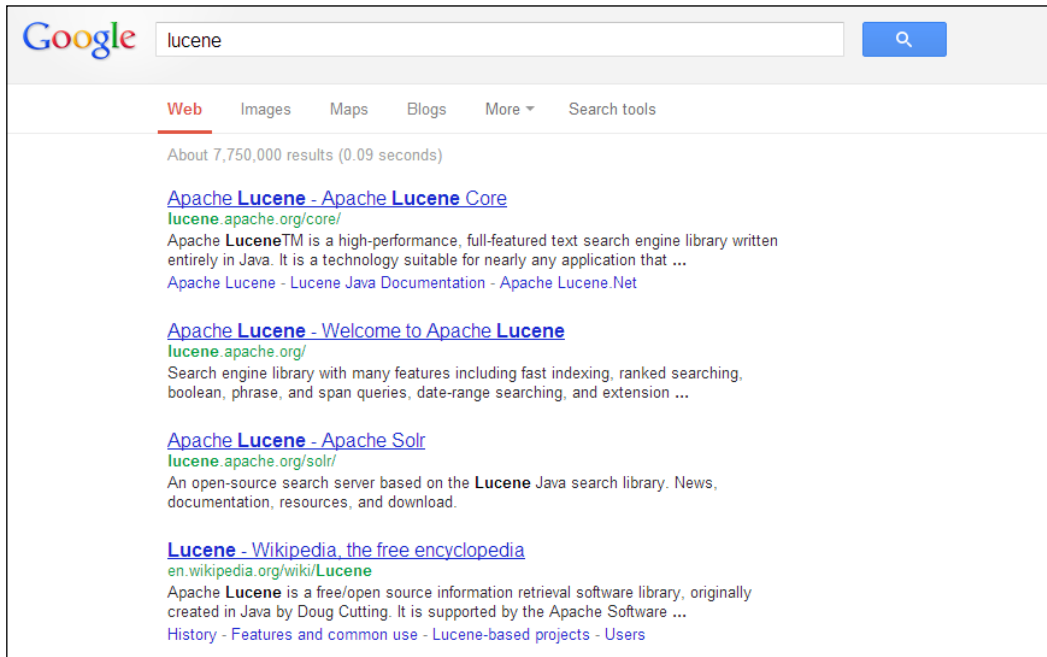 Google lucene
Web Images Maps Blogs More Search tools
About 7,750,000 results (0.09 seconds)
Apache Lucene - Apache Lucene Core
lucene.apache.org/core/
Apache LuceneTM is a high-performance, full-featured text search engine library written
entirely in Java. It is a technology suitable for nearly any application that ...
Apache Lucene - Lucene Java Documentation - Apache Lucene.Net
Apache Lucene - Welcome to Apache Lucene
lucene.apache.org/
Search engine library with many features including fast indexing, ranked searching,
boolean, phrase, and span queries, date-range searching, and extension ...
Apache Lucene - Apache Solr
lucene.apache.org/solr/
An open-source search server based on the Lucene Java search library. News,
documentation, resources, and download.
Lucene - Wikipedia, the free encyclopedia
en.wikipedia.org/wiki/Lucene
Apache Lucene is a free/open source information retrieval software library, originally
created in Java by Doug Cutting. It is supported by the Apache Software ...
History - Features and common use - Lucene-based projects - Users